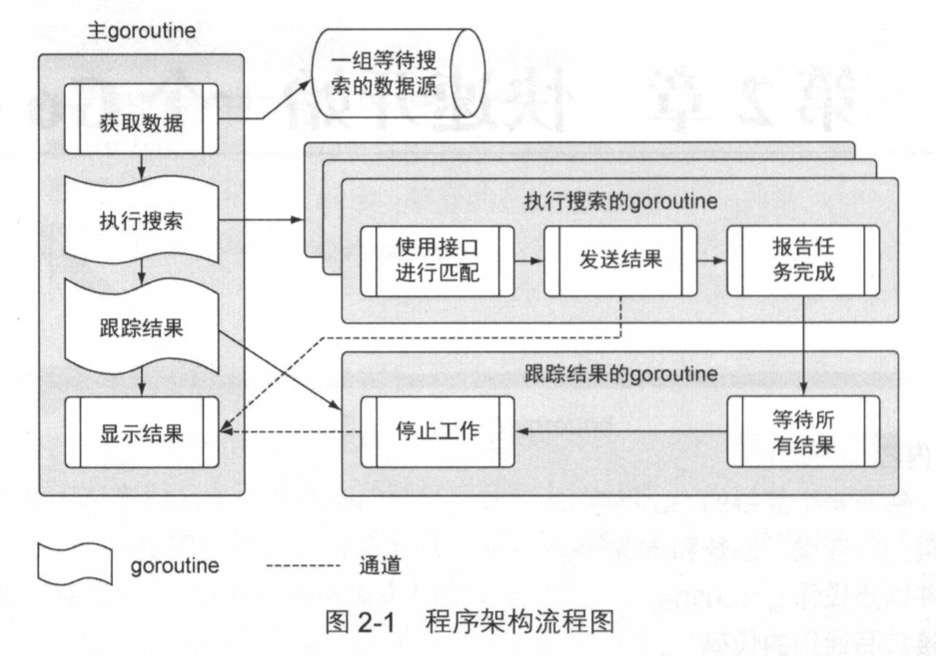 主goroutine
一组等待搜
索的数据源
获取数据
执行搜索
执行搜索的goroutine
使用接口
进行匹配
发送结果
报告任
务完成
跟踪结果
跟踪结果的goroutine
显示结果
停止工作
等待所
有结果
goroutine
通道
图 2-1 程序架构流程图